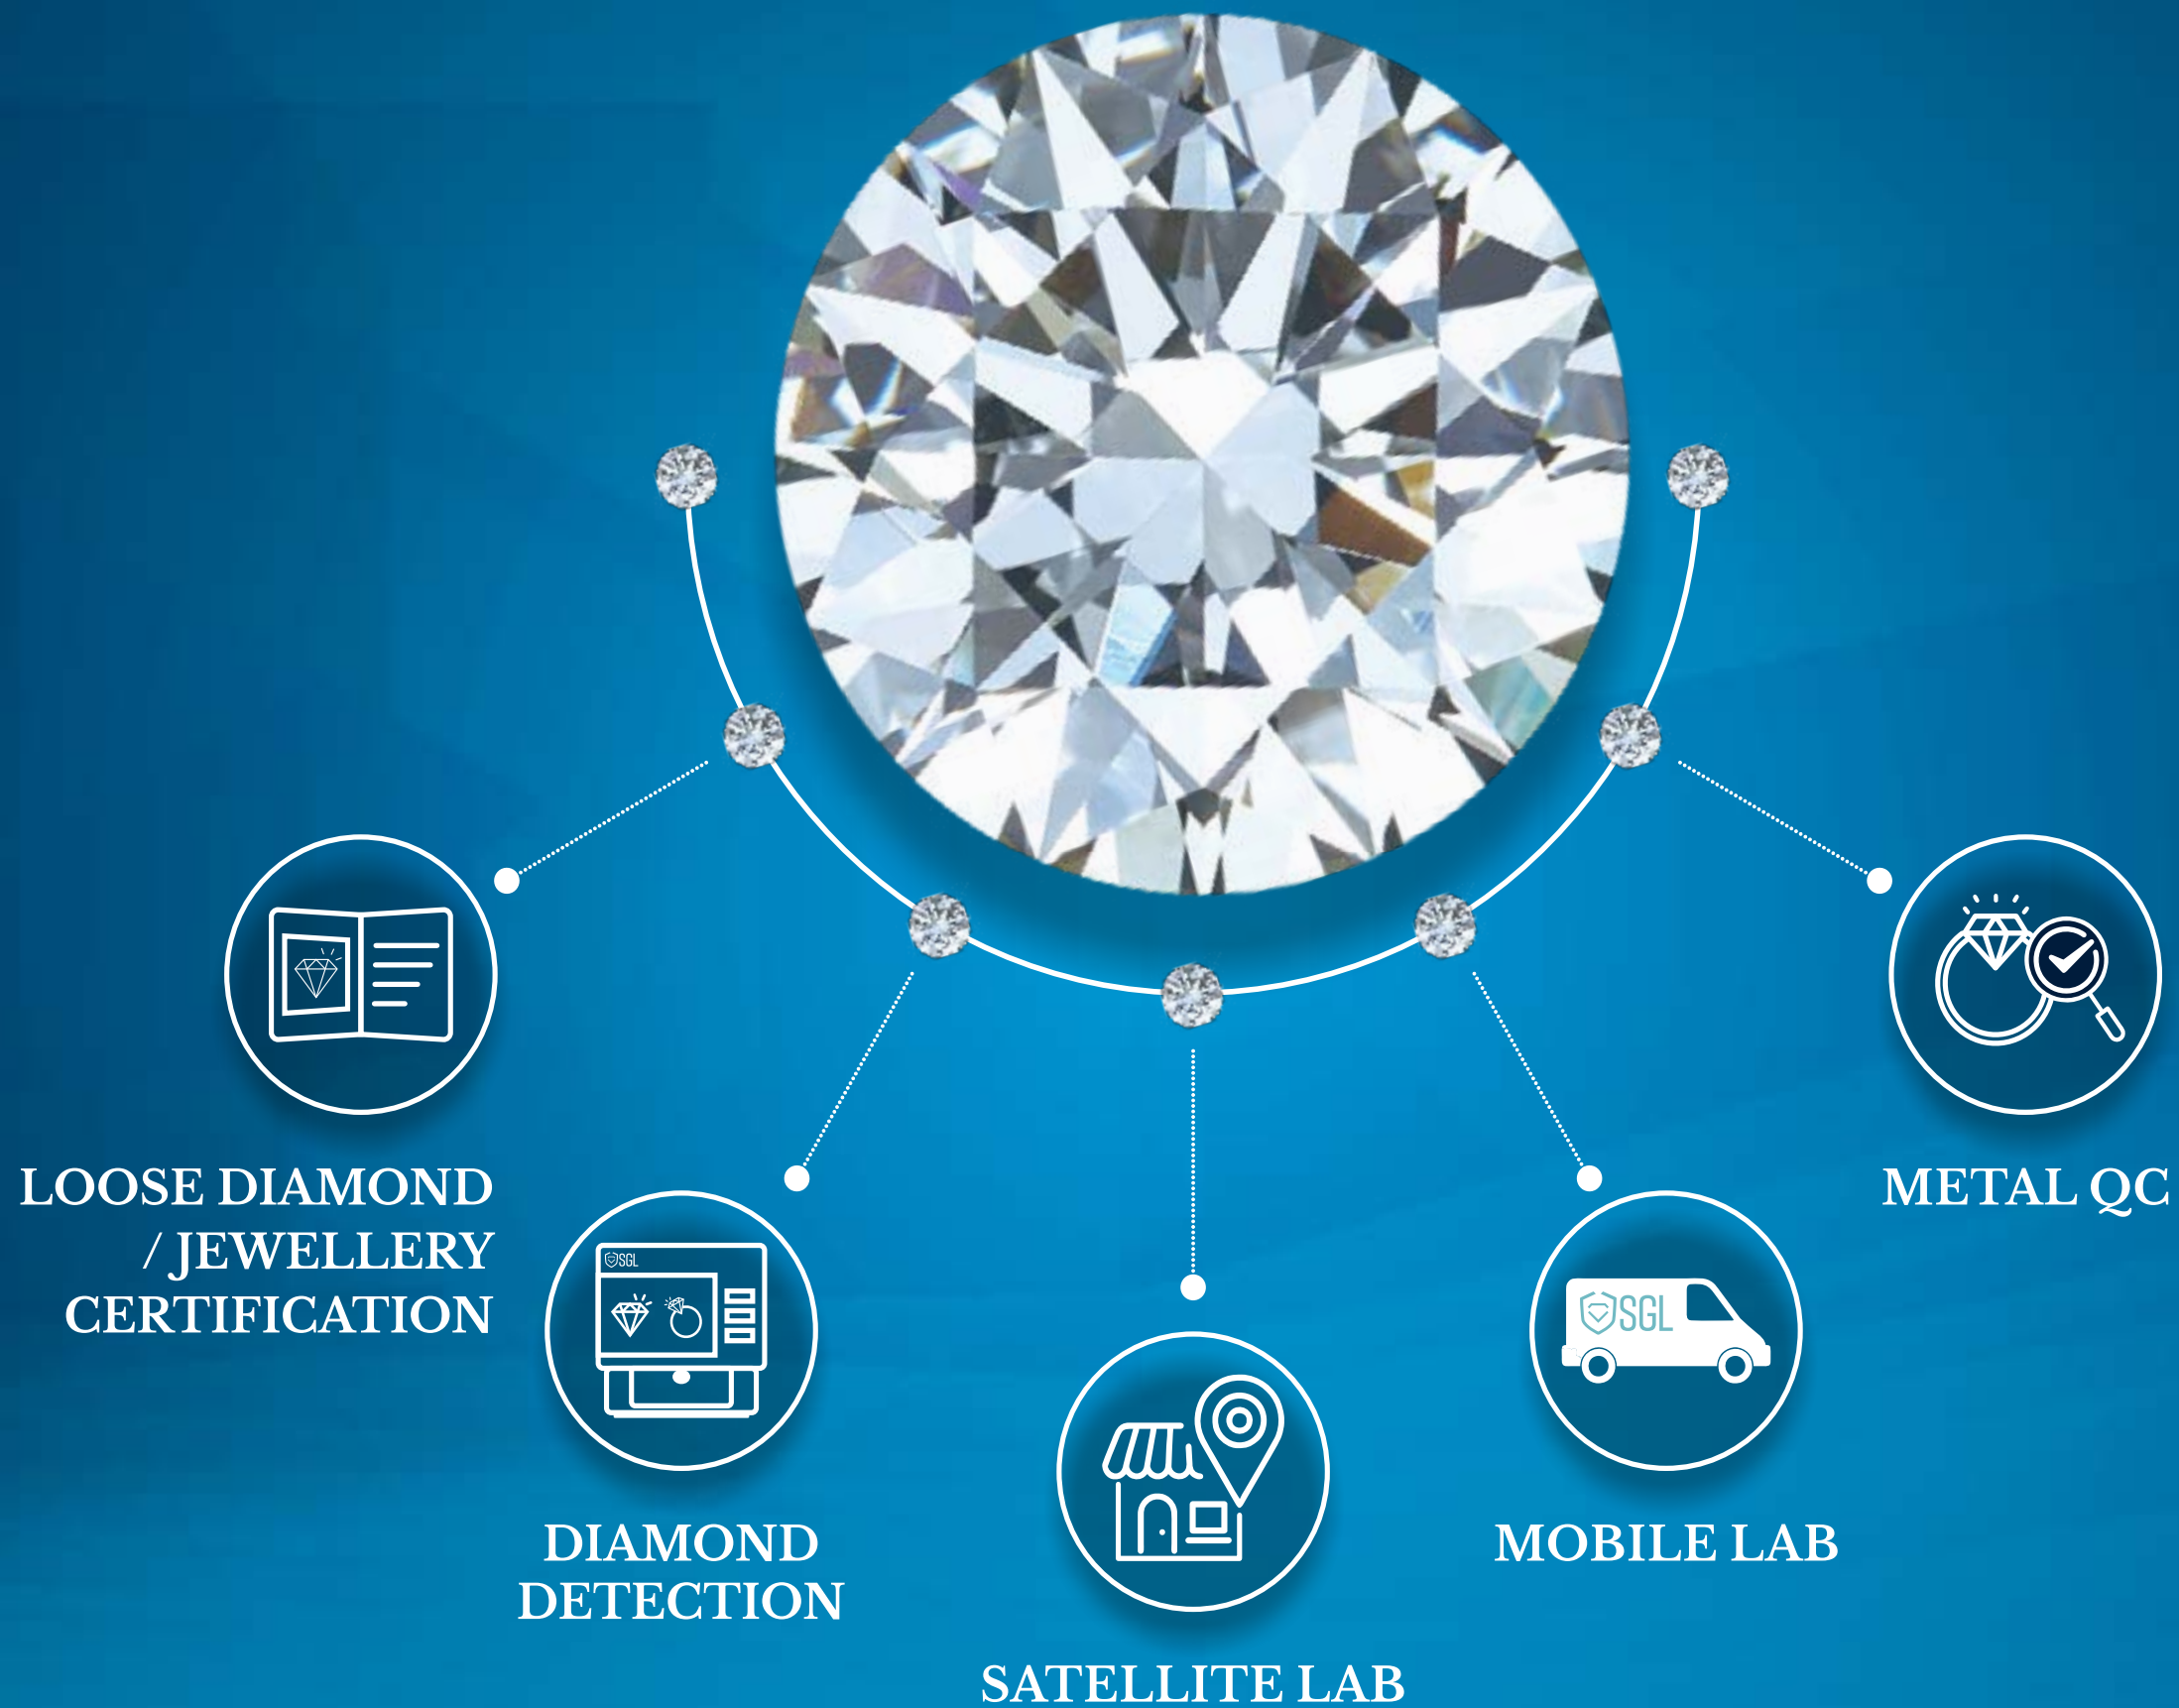 LOOSE DIAMOND
/ JEWELLERY
CERTIFICATION
SGL
DIAMOND
DETECTION
SATELLITE LAB
SGL
MOBILE LAB
METAL QC